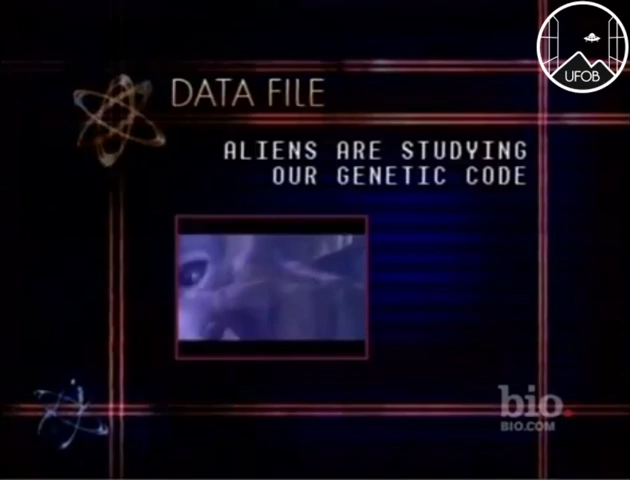 UFOB
DATA FILE
ALIENS ARE STUDYING
OUR GENETIC CODE
bio.
BIO.COM